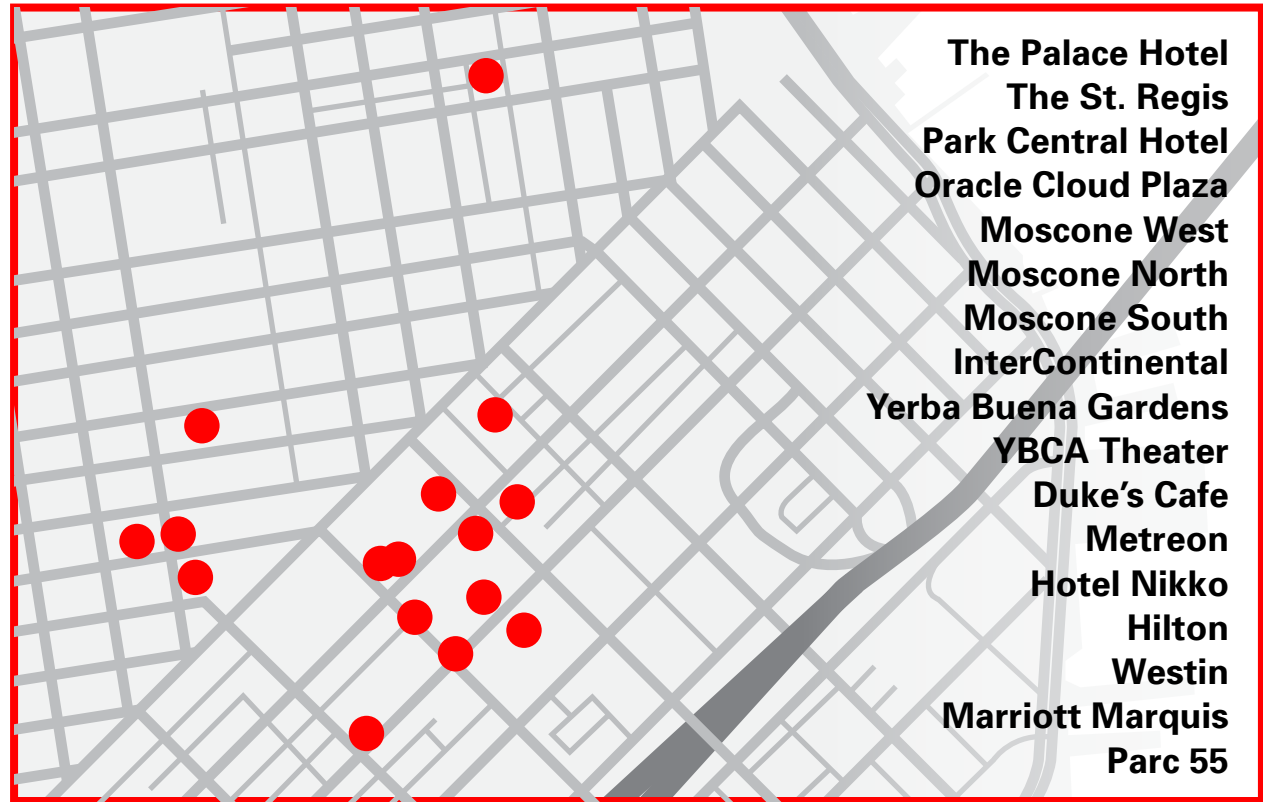 The Palace Hotel
The St. Regis
Park Central Hotel
Oracle Cloud Plaza
Moscone West
Moscone North
Moscone South
InterContinental
Yerba Buena Gardens
YBCA Theater
Duke’s Cafe
Metreon
Hotel Nikko
Hilton
Westin
Marriott Marquis
Parc 55